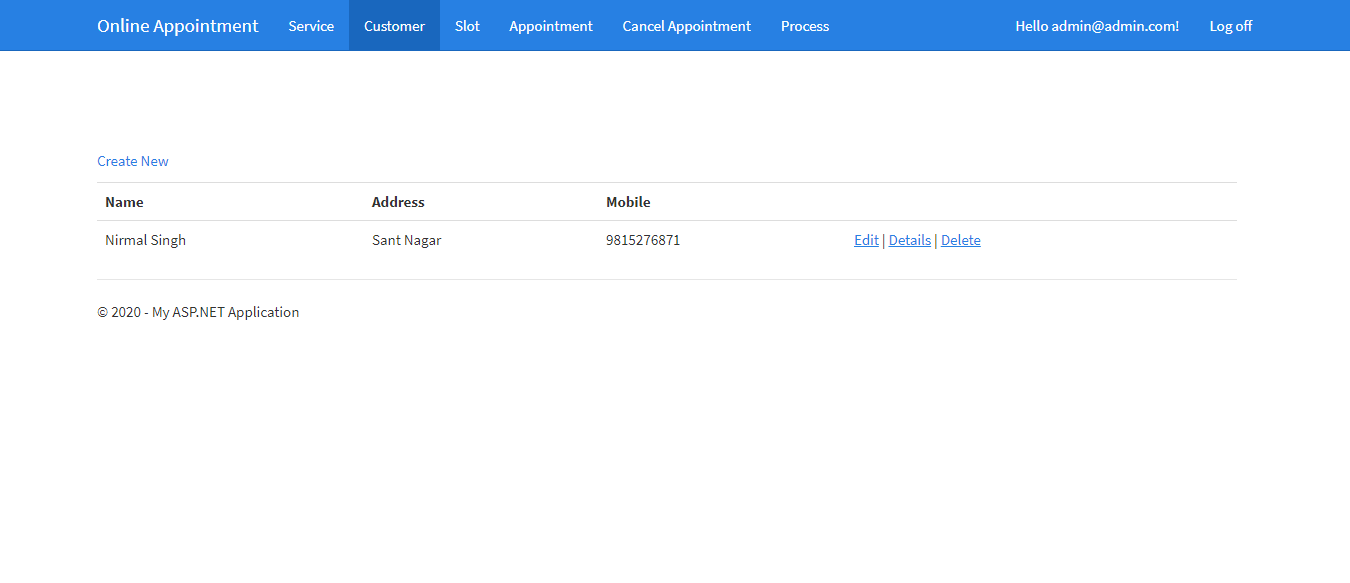 Online Appointment Service Customer Slot Appointment Cancel Appointment Process Hello admin@admin.com! Log off
Create New
Name Address Mobile
Nirmal Singh Sant Nagar 9815276871 Edit | Details | Delete
© 2020 - My ASP.NET Application